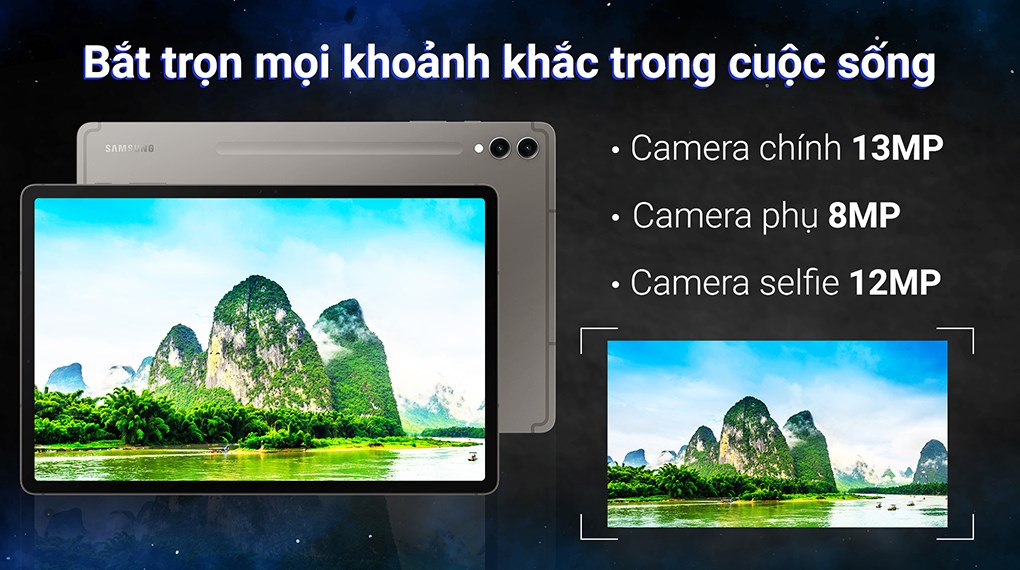 Bắt trọn mọi khoảnh khắc trong cuộc sống
SAMSUNG
• Camera chính 13MP
• Camera phụ 8MP
• Camera selfie 12MP